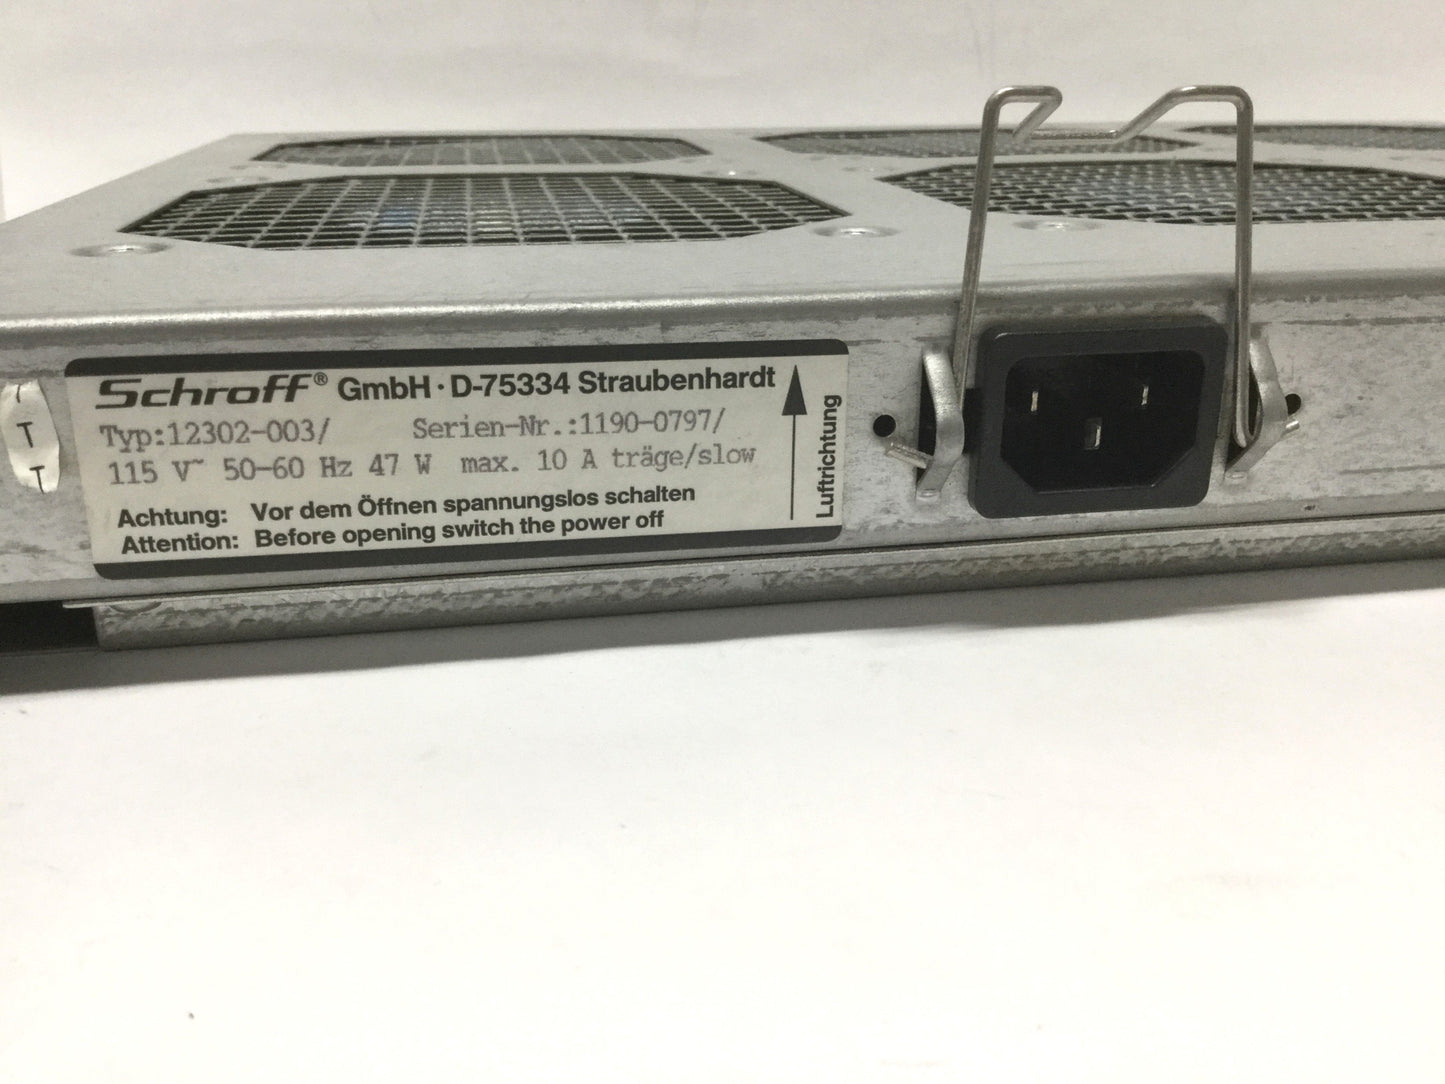 Schroff® GmbH · D-75334 Straubenhardt
Typ:12302-003/ Serien-Nr.:1190-0797/
115 V~ 50-60 Hz 47 W max. 10 A träge/slow
Achtung: Vor dem Öffnen spannungslos schalten
Attention: Before opening switch the power off
Luftrichtung
T
T